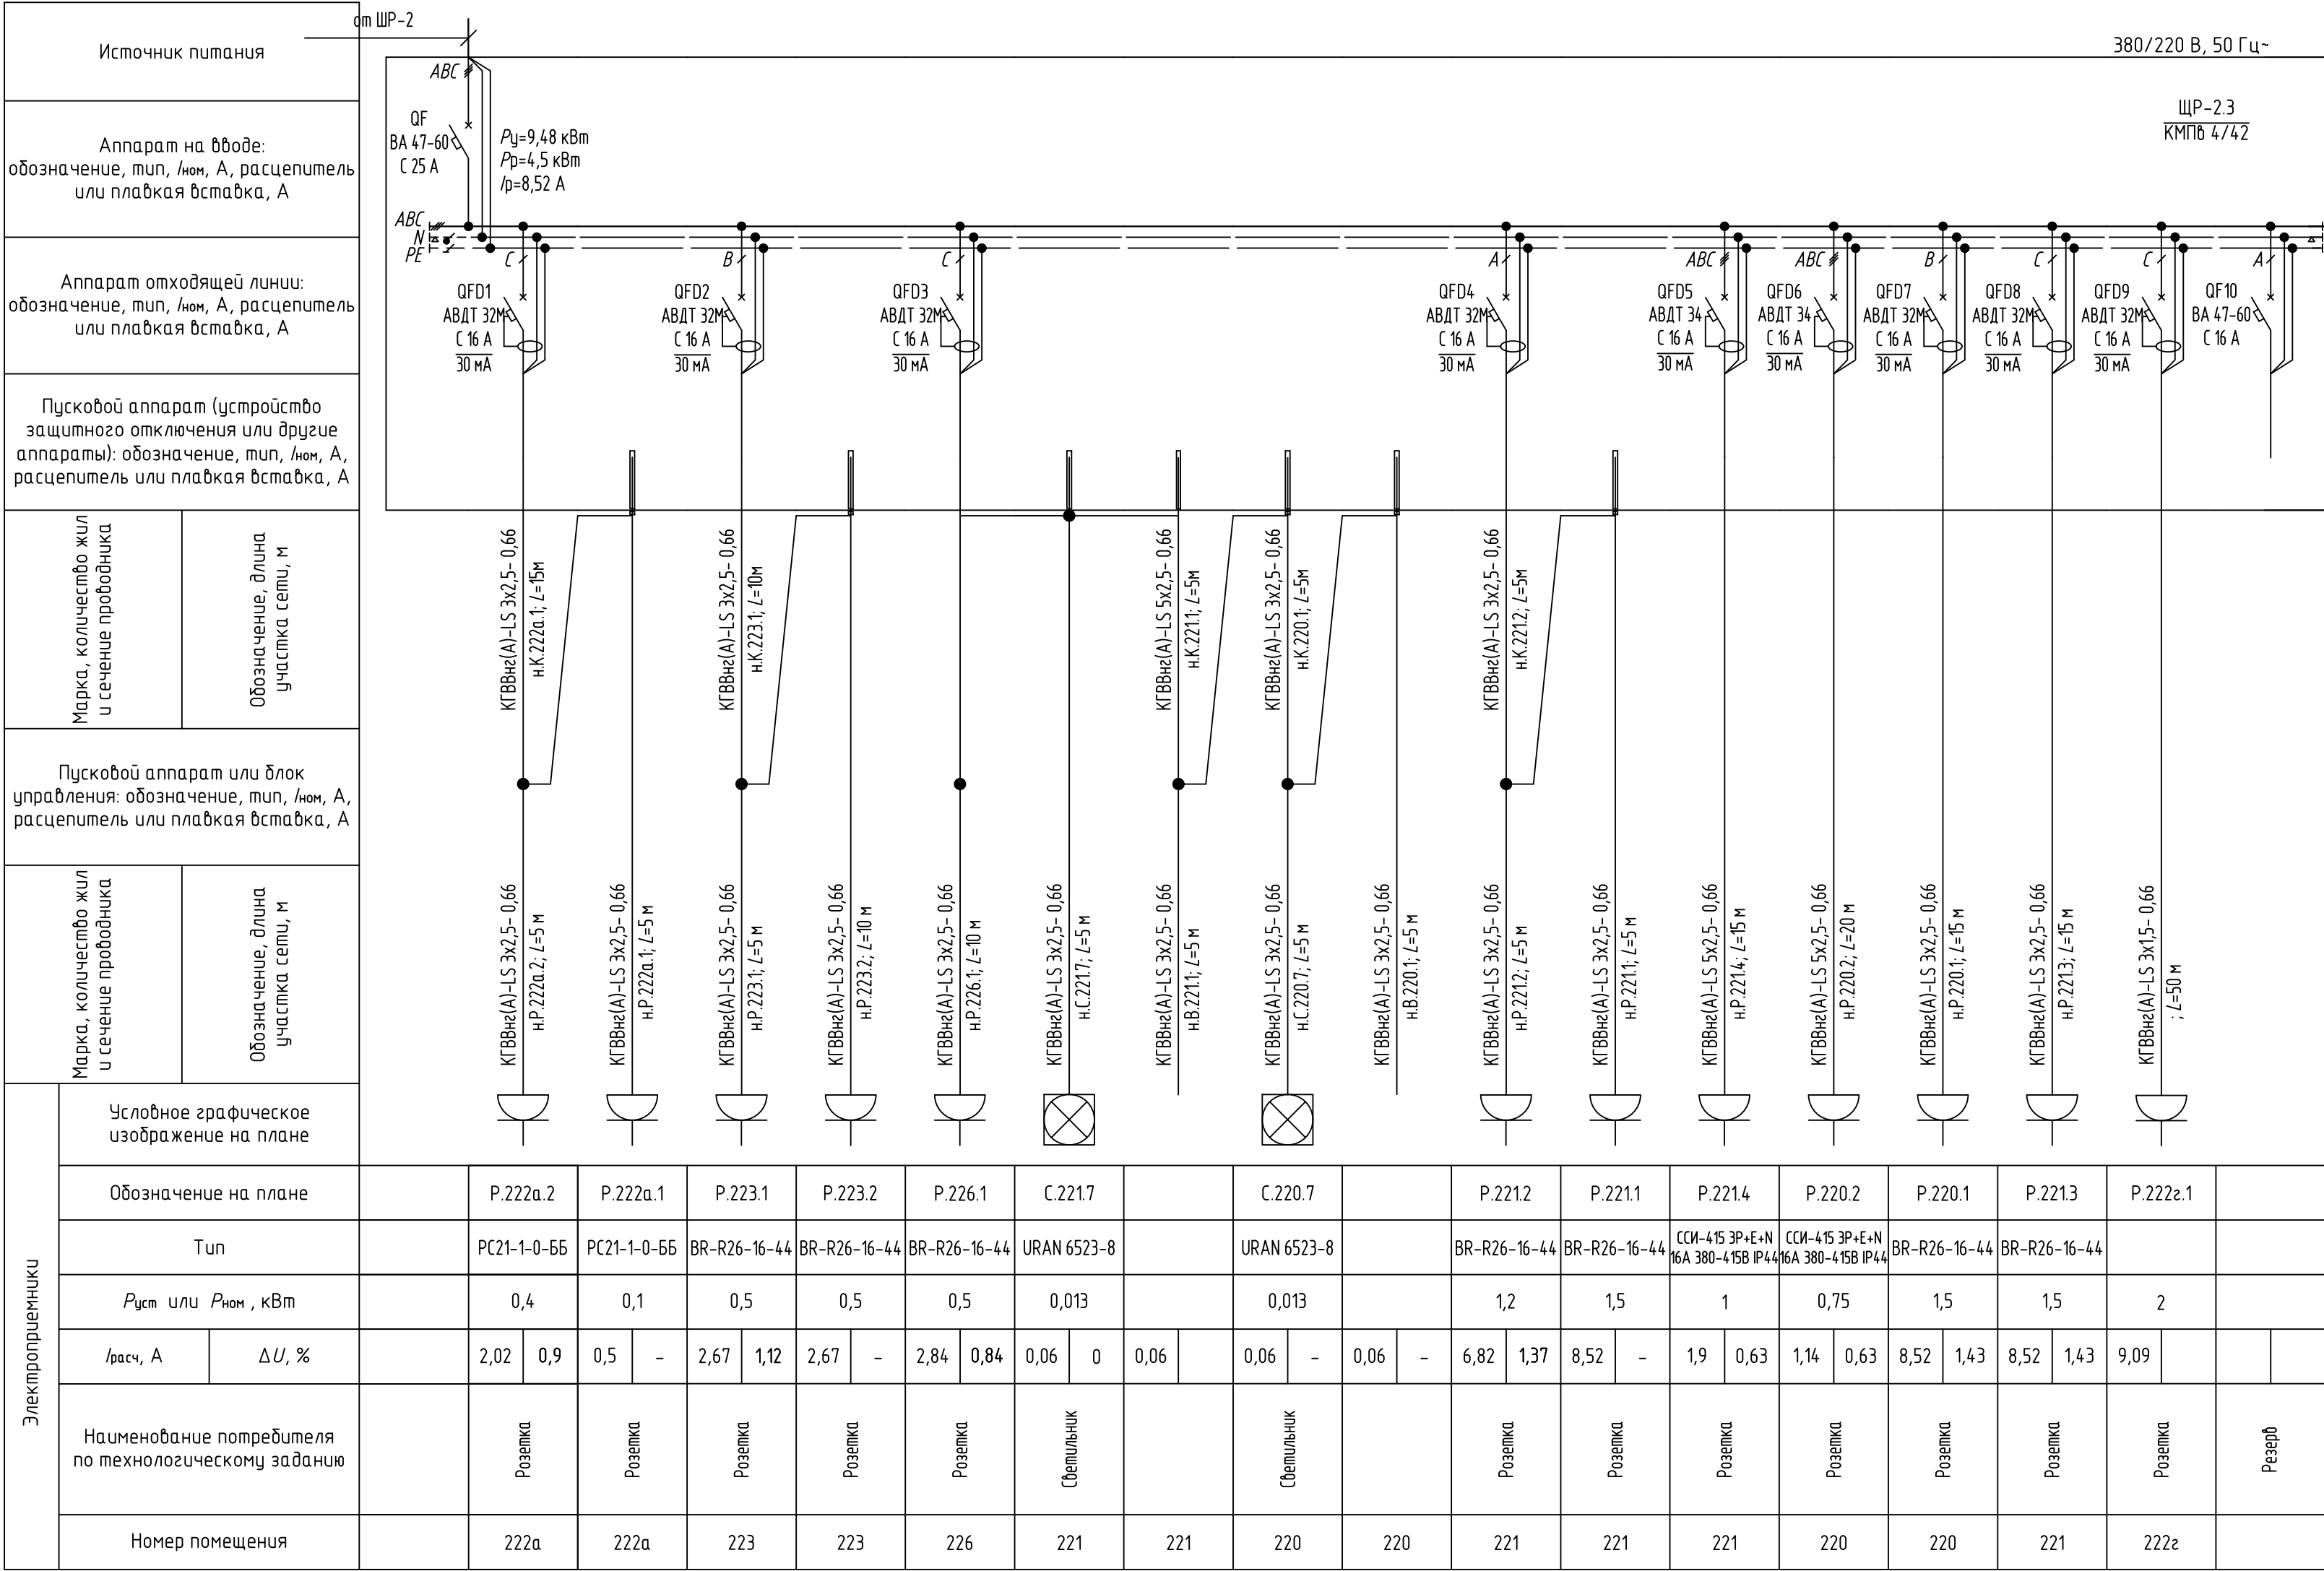 от ШР-2
Источник питания
380/220 В, 50 Гц~
АВС
ЩР-2.3
КМПв 4/42
QF
ВА 47-60
С 25 А
Ру=9,48 кВт
Рр=4,5 кВт
Iр=8,52 А
Аппарат на вводе:
обозначение, тип, Iном, А, расцепитель
или плавкая вставка, А
АВС
N
PE
С
В
С
А
АВС
АВС
В
С
С
А
Аппарат отходящей линии:
обозначение, тип, Iном, А, расцепитель
или плавкая вставка, А
QFD1
АВДТ 32М
С 16 А
30 мА
QFD2
АВДТ 32М
С 16 А
30 мА
QFD3
АВДТ 32М
С 16 А
30 мА
QFD4
АВДТ 32М
С 16 А
30 мА
QFD5
АВДТ 34
С 16 А
30 мА
QFD6
АВДТ 34
С 16 А
30 мА
QFD7
АВДТ 32М
С 16 А
30 мА
QFD8
АВДТ 32М
С 16 А
30 мА
QFD9
АВДТ 32М
С 16 А
30 мА
QF10
ВА 47-60
С 16 А
Пусковой аппарат (устройство
защитного отключения или другие
аппараты): обозначение, тип, Iном, А,
расцепитель или плавкая вставка, А
Марка, количество жил
и сечение проводника
Обозначение, длина
участка сети, м
КГВВнг(А)-LS 3х2,5- 0,66
н.К.222а.1; L=15м
КГВВнг(А)-LS 3х2,5- 0,66
н.К.223.1; L=10м
КГВВнг(А)-LS 5х2,5- 0,66
н.К.221.1; L=5м
КГВВнг(А)-LS 3х2,5- 0,66
н.К.220.1; L=5м
КГВВнг(А)-LS 3х2,5- 0,66
н.К.221.2; L=5м
Пусковой аппарат или блок
управления: обозначение, тип, Iном, А,
расцепитель или плавкая вставка, А
Марка, количество жил
и сечение проводника
Обозначение, длина
участка сети, м
КГВВнг(А)-LS 3х2,5- 0,66
н.Р.222а.2; L=5 м
КГВВнг(А)-LS 3х2,5- 0,66
н.Р.222а.1; L=5 м
КГВВнг(А)-LS 3х2,5- 0,66
н.Р.223.1; L=5 м
КГВВнг(А)-LS 3х2,5- 0,66
н.Р.223.2; L=10 м
КГВВнг(А)-LS 3х2,5- 0,66
н.Р.226.1; L=10 м
КГВВнг(А)-LS 3х2,5- 0,66
н.С.221.7; L=5 м
КГВВнг(А)-LS 3х2,5- 0,66
н.В.221.1; L=5 м
КГВВнг(А)-LS 3х2,5- 0,66
н.С.220.7; L=5 м
КГВВнг(А)-LS 3х2,5- 0,66
н.В.220.1; L=5 м
КГВВнг(А)-LS 3х2,5- 0,66
н.Р.221.2; L=5 м
КГВВнг(А)-LS 3х2,5- 0,66
н.Р.221.1; L=5 м
КГВВнг(А)-LS 5х2,5- 0,66
н.Р.221.4; L=15 м
КГВВнг(А)-LS 5х2,5- 0,66
н.Р.220.2; L=20 м
КГВВнг(А)-LS 3х2,5- 0,66
н.Р.220.1; L=15 м
КГВВнг(А)-LS 3х2,5- 0,66
н.Р.221.3; L=15 м
КГВВнг(А)-LS 3х1,5- 0,66
; L=50 м
Электроприемники
Условное графическое
изображение на плане
Обозначение на плане
Р.222а.2 Р.222а.1 Р.223.1 Р.223.2 Р.226.1 С.221.7 С.220.7 Р.221.2 Р.221.1 Р.221.4 Р.220.2 Р.220.1 Р.221.3 Р.222г.1
Тип
РС21-1-0-ББ РС21-1-0-ББ BR-R26-16-44 BR-R26-16-44 BR-R26-16-44 URAN 6523-8 URAN 6523-8 BR-R26-16-44 BR-R26-16-44
ССИ-415 3P+E+N
16А 380-415В IP44
ССИ-415 3P+E+N
16А 380-415В IP44
BR-R26-16-44 BR-R26-16-44
Руст или Рном , кВт
0,4 0,1 0,5 0,5 0,5 0,013 0,013 1,2 1,5 1 0,75 1,5 1,5 2
Iрасч, А ΔU, %
2,02 0,9 0,5 - 2,67 1,12 2,67 - 2,84 0,84 0,06 0 0,06 0,06 - 0,06 - 6,82 1,37 8,52 - 1,9 0,63 1,14 0,63 8,52 1,43 8,52 1,43 9,09
Наименование потребителя
по технологическому заданию
Розетка
Розетка
Розетка
Розетка
Розетка
Светильник
Светильник
Розетка
Розетка
Розетка
Розетка
Розетка
Розетка
Розетка
Резерв
Номер помещения
222а 222а 223 223 226 221 221 220 220 221 221 221 220 220 221 222г